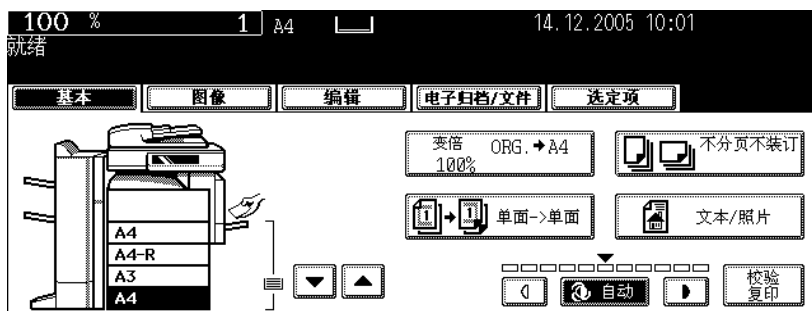 100 % 1 A4 14.12.2005 10:01
就绪
基本 图像 编辑 电子归档/文件 选定项
变倍 ORG.→A4
100%
不分页不装订
1→1 单面->单面
文本/照片
A4
A4-R
A3
A4
自动
校验
复印